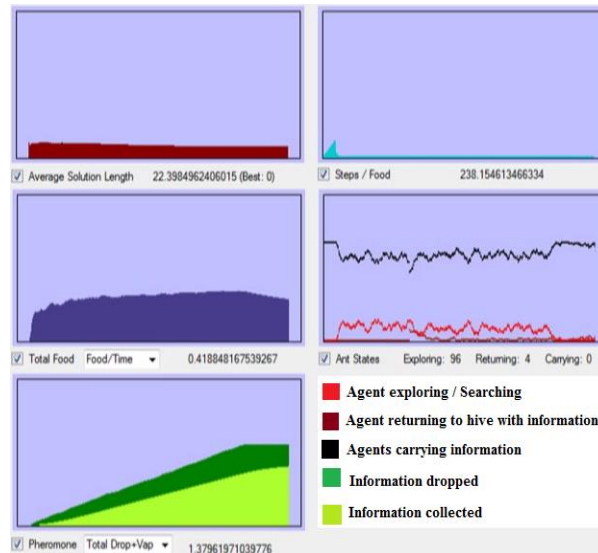 Average Solution Length 22.3984962406015 (Best: 0)
Steps / Food 238.154613466334
Total Food Food/Time 0.418848167539267
Ant States Exploring: 96 Returning: 4 Carrying: 0
Agent exploring / Searching
Agent returning to hive with information
Agents carrying information
Information dropped
Information collected
Pheromone Total Drop+Vap 1.37961971039776